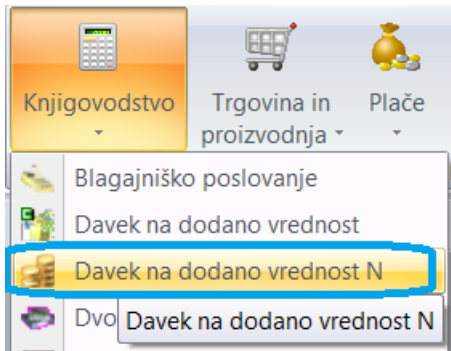 Knjigovodstvo
Trgovina in
proizvodnja
Plače
Blagajniško poslovanje
Davek na dodano vrednost
Davek na dodano vrednost N
Dvo
Davek na dodano vrednost N